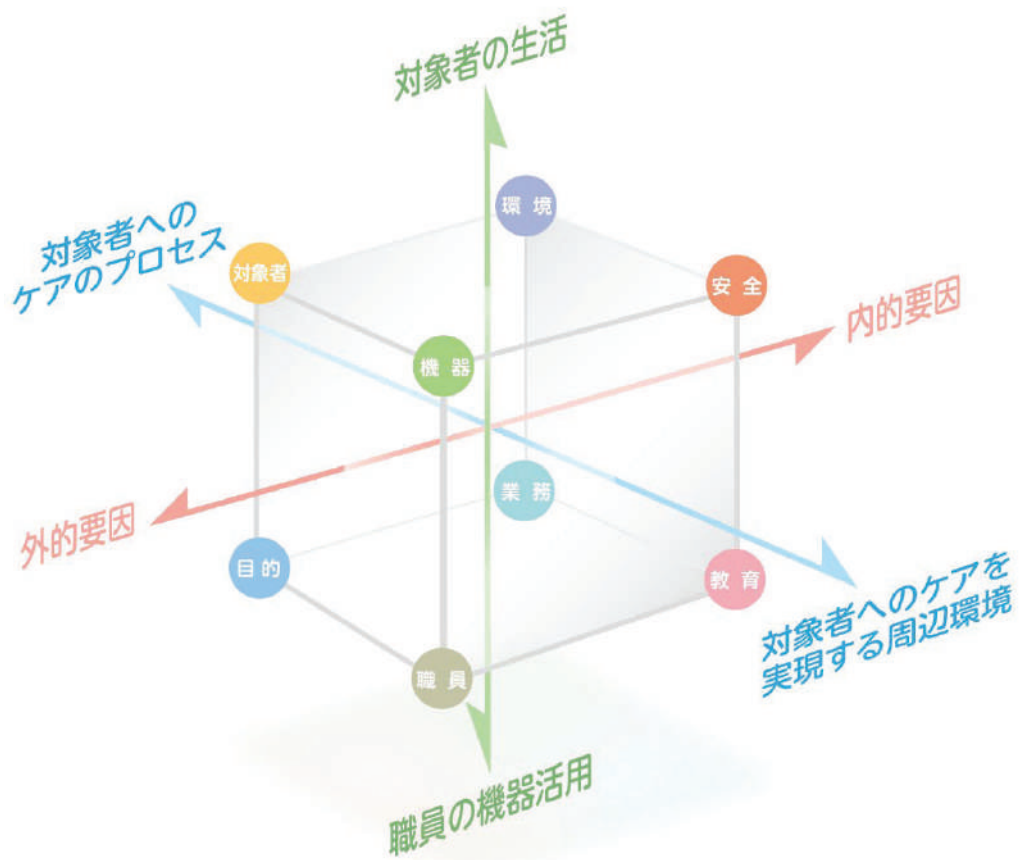 対象者の生活
環 境
対象者への
ケアのプロセス
対象者
安 全
内的要因
機 器
業 務
外的要因
目 的
教 育
対象者へのケアを
実現する周辺環境
職 員
職員の機器活用